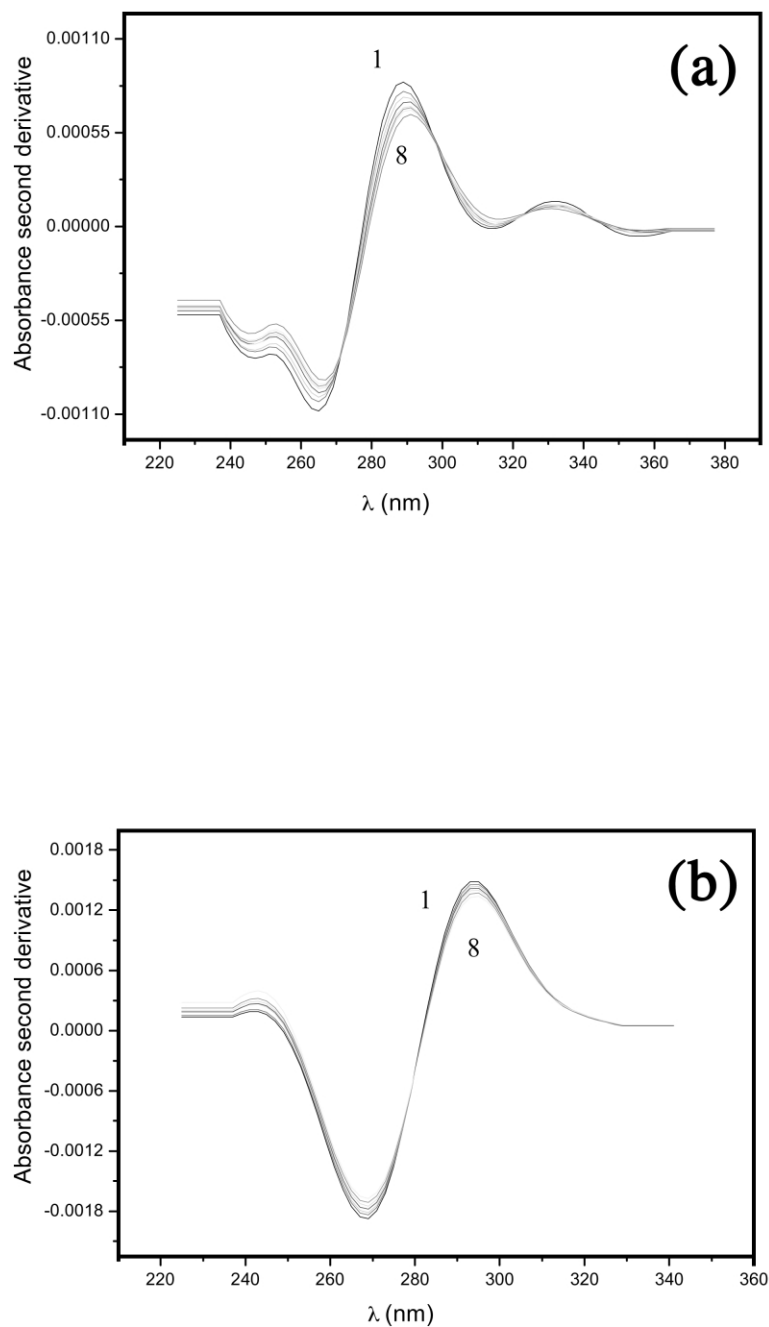 (a)
Absorbance second derivative
0.00110
0.00055
0.00000
-0.00055
-0.00110
1
8
220 240 260 280 300 320 340 360 380
λ (nm)
(b)
Absorbance second derivative
0.0018
0.0012
0.0006
0.0000
-0.0006
-0.0012
-0.0018
1
8
220 240 260 280 300 320 340 360
λ (nm)